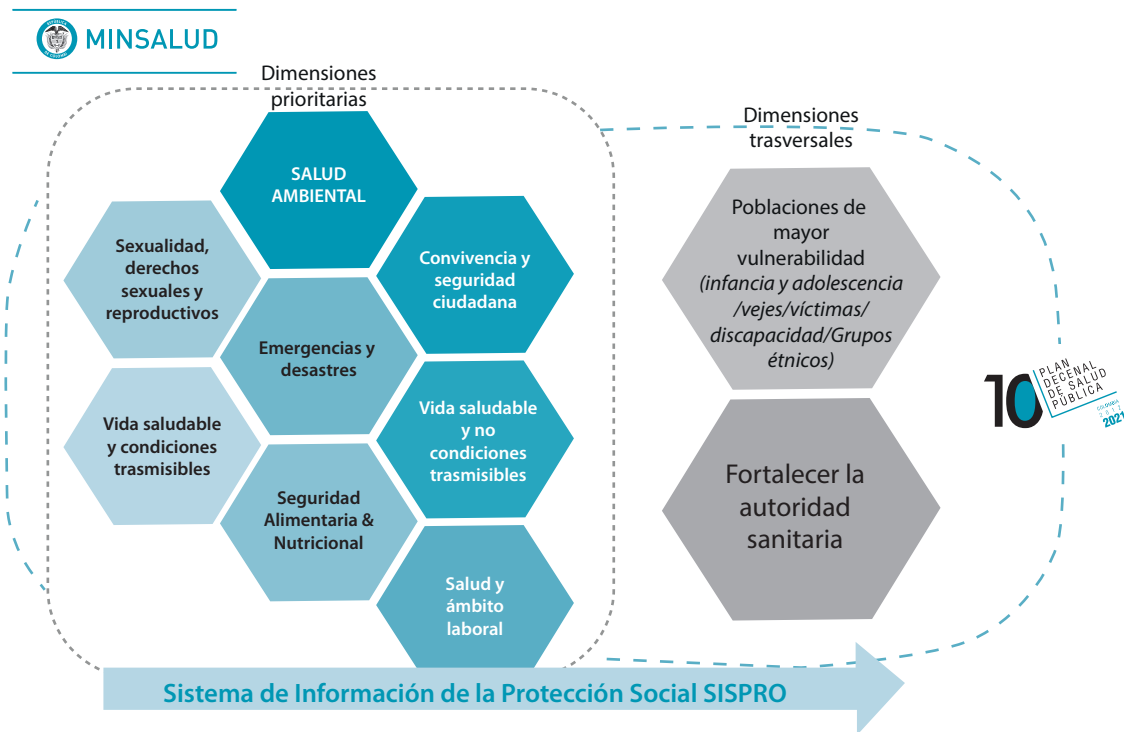 MINSALUD
Dimensiones
prioritarias
SALUD
AMBIENTAL
Sexualidad,
derechos
sexuales y
reproductivos
Convivencia y
seguridad
ciudadana
Emergencias y
desastres
Vida saludable
y condiciones
trasmisibles
Vida saludable
y no
condiciones
trasmisibles
Seguridad
Alimentaria &
Nutricional
Salud y
ámbito
laboral
Dimensiones
trasversales
Poblaciones de
mayor
vulnerabilidad
(infancia y adolescencia
/vejes/víctimas/
discapacidad/Grupos
étnicos)
Fortalecer la
autoridad
sanitaria
10
PLAN
DECENAL
DE SALUD
PÚBLICA
COLOMBIA
2012
2021
Sistema de Información de la Protección Social SISPRO